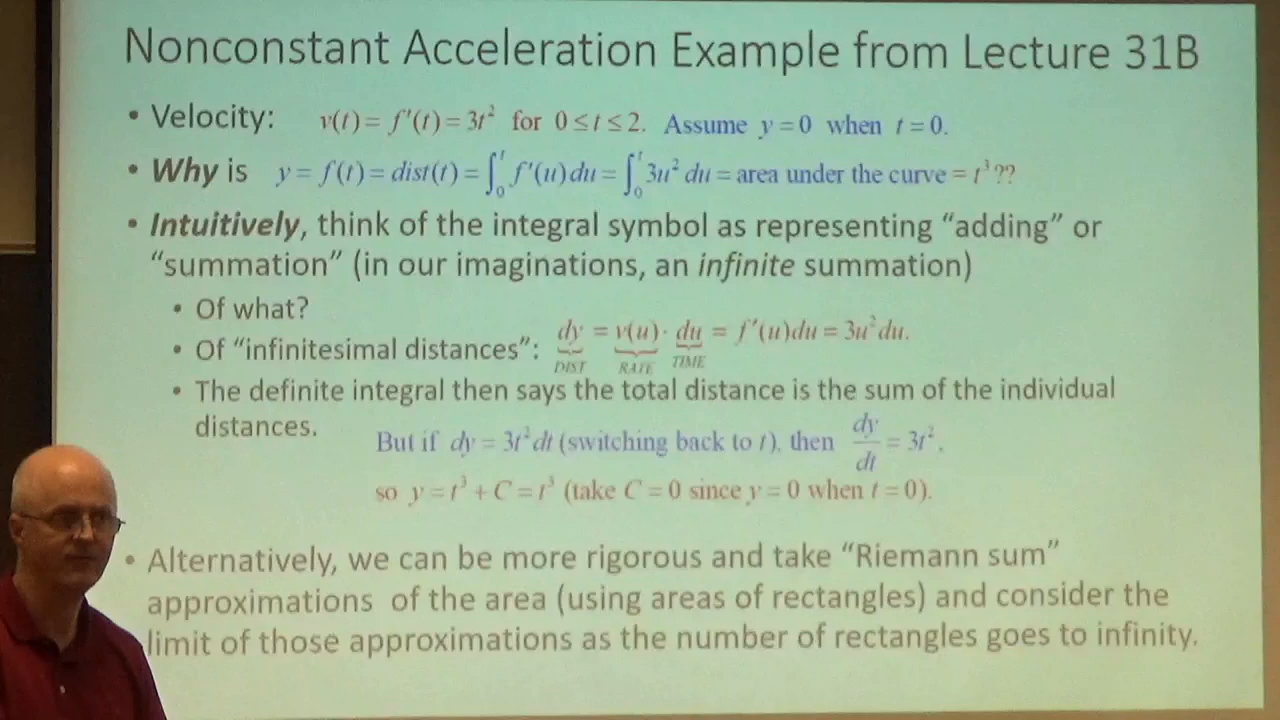 Nonconstant Acceleration Example from Lecture 31B
• Velocity: v(t) = f'(t) = 3t² for 0 ≤ t ≤ 2. Assume y = 0 when t = 0.
• Why is y = f(t) = dist(t) = ∫₀ᵗ f'(u)du = ∫₀ᵗ 3u² du = area under the curve = t³??
• Intuitively, think of the integral symbol as representing “adding” or
“summation” (in our imaginations, an infinite summation)
• Of what?
• Of “infinitesimal distances”: dy = v(u) · du = f'(u)du = 3u²du.
DIST RATE TIME
• The definite integral then says the total distance is the sum of the individual
distances.
But if dy = 3t²dt (switching back to t), then dy/dt = 3t²,
so y = t³ + C = t³ (take C = 0 since y = 0 when t = 0).
• Alternatively, we can be more rigorous and take “Riemann sum”
approximations of the area (using areas of rectangles) and consider the
limit of those approximations as the number of rectangles goes to infinity.